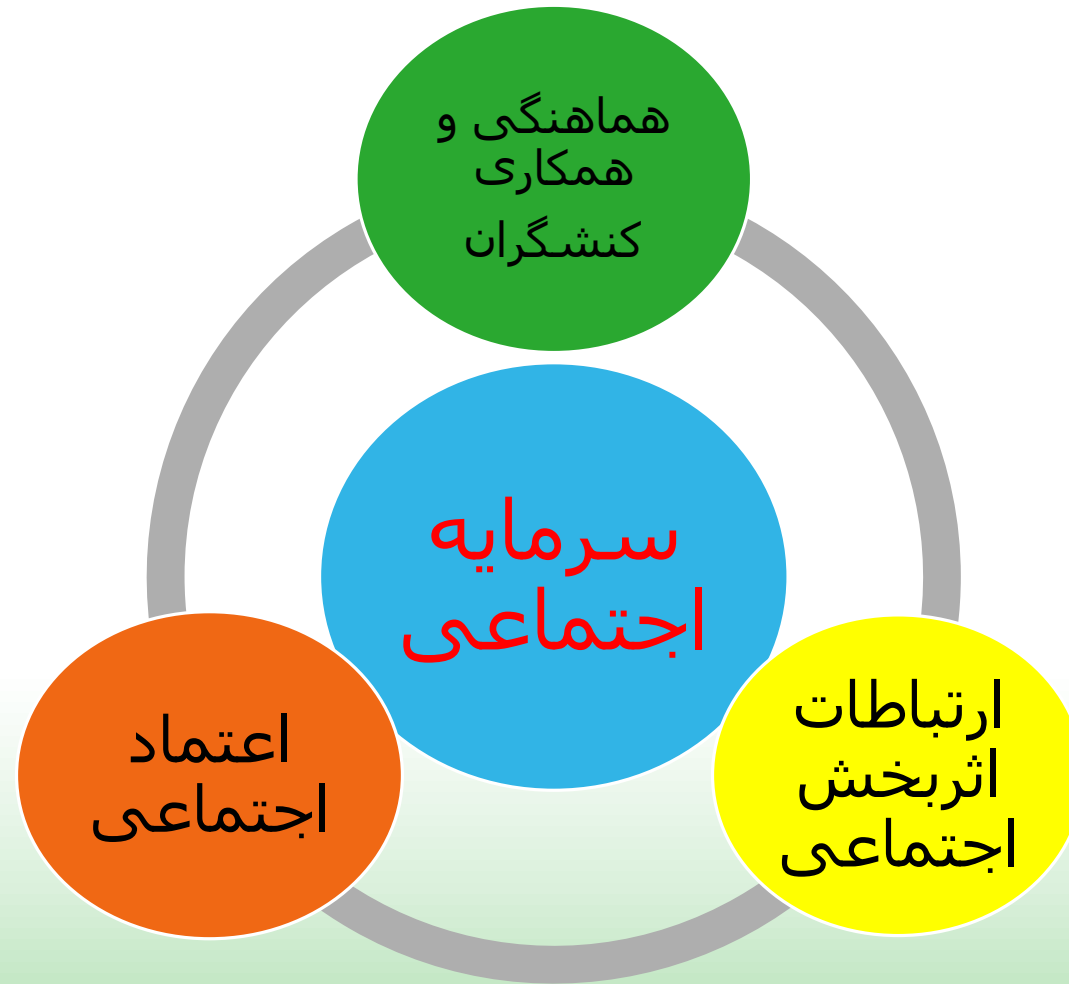 هماهنگی و
همکاری
کنشگران
سرمایه
اجتماعی
ارتباطات
اثربخش
اجتماعی
اعتماد
اجتماعی